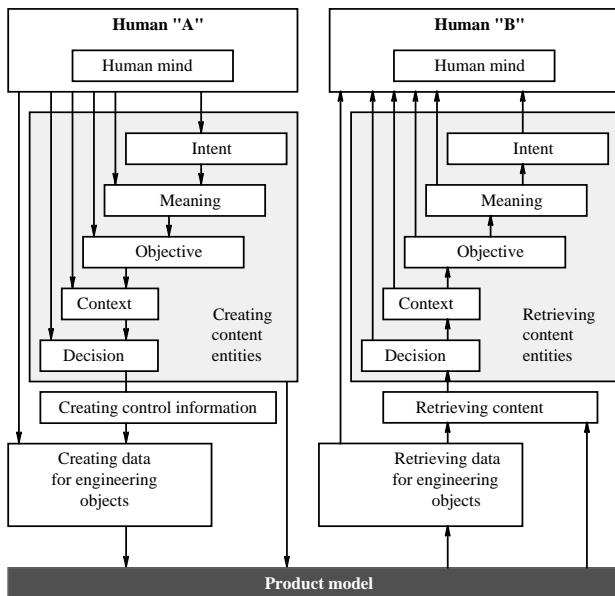 Human "A"
Human mind
Intent
Meaning
Objective
Context
Decision
Creating
content
entities
Creating control information
Creating data
for engineering
objects
Human "B"
Human mind
Intent
Meaning
Objective
Context
Decision
Retrieving
content
entities
Retrieving content
Retrieving data
for engineering
objects
Product model